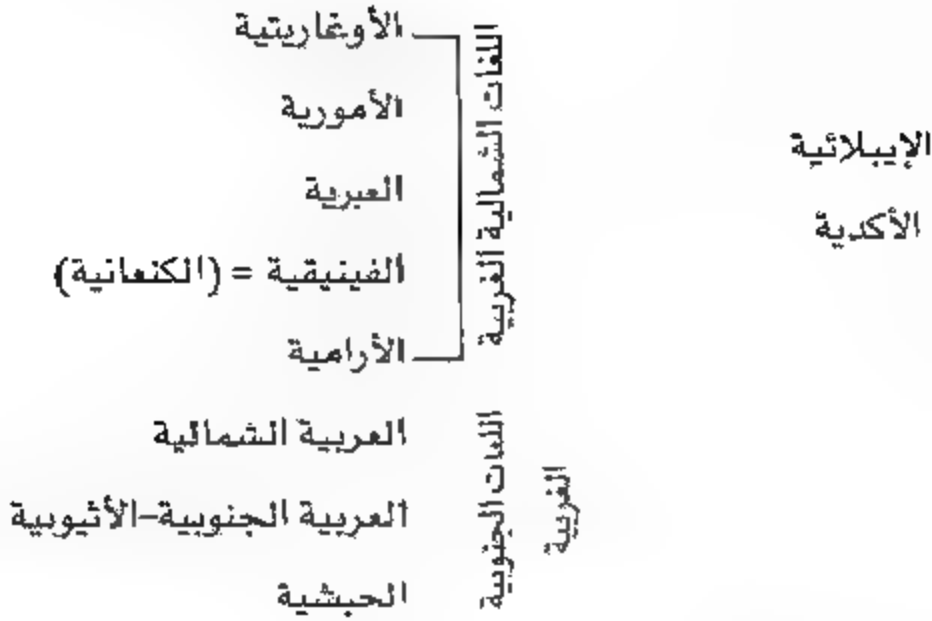 الإيبلائية
الأكدية
اللغات الشمالية الغربية
الأوغاريتية
الأمورية
العبرية
الفينيقية = (الكنعانية)
الأرامية
اللغات الجنوبية
الغربية
العربية الشمالية
العربية الجنوبية-الأثيوبية
الحبشية